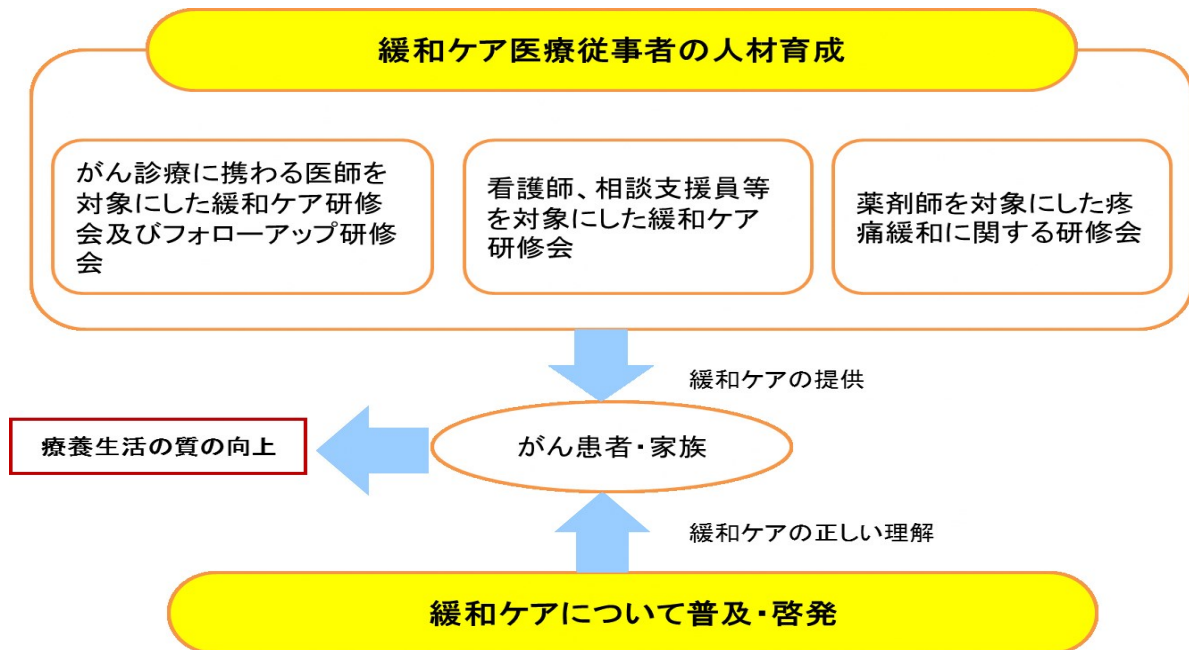 緩和ケア医療従事者の人材育成
がん診療に携わる医師を
対象にした緩和ケア研修
会及びフォローアップ研修
会
看護師、相談支援員等
を対象にした緩和ケア
研修会
薬剤師を対象にした疼
痛緩和に関する研修会
緩和ケアの提供
療養生活の質の向上
がん患者・家族
緩和ケアの正しい理解
緩和ケアについて普及・啓発